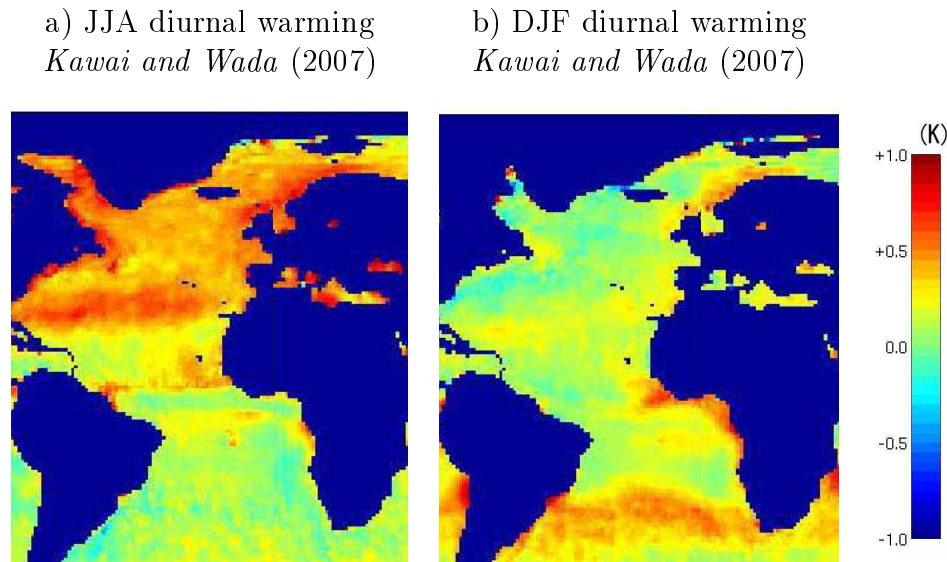 a) JJA diurnal warming
Kawai and Wada (2007)
b) DJF diurnal warming
Kawai and Wada (2007)
(K)
+1.0
+0.5
0.0
-0.5
-1.0